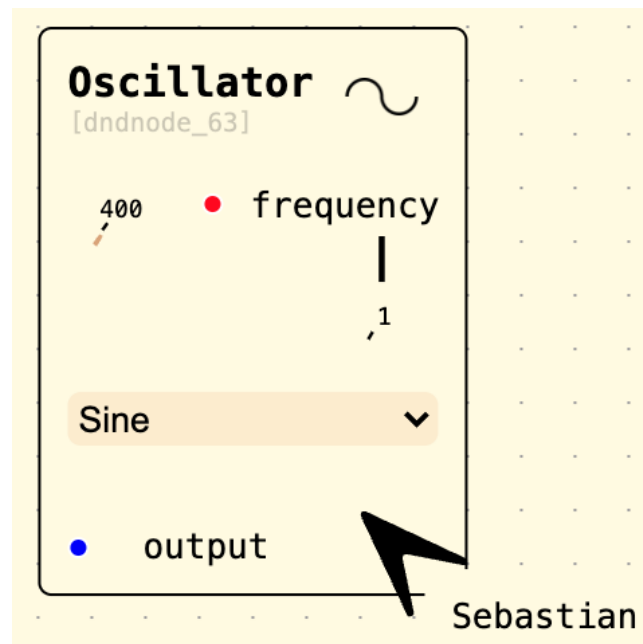 Oscillator
[dndnode_63]
400
frequency
1
Sine
output
Sebastian